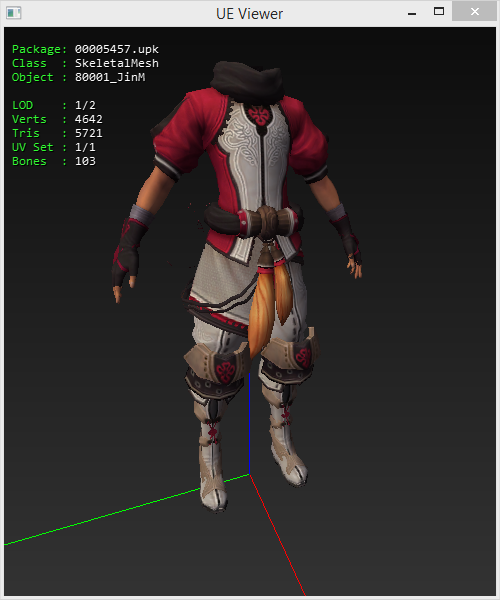 UE Viewer
Package: 00005457.upk
Class : SkeletalMesh
Object : 80001_JinM
LOD : 1/2
Verts : 4642
Tris : 5721
UV Set : 1/1
Bones : 103